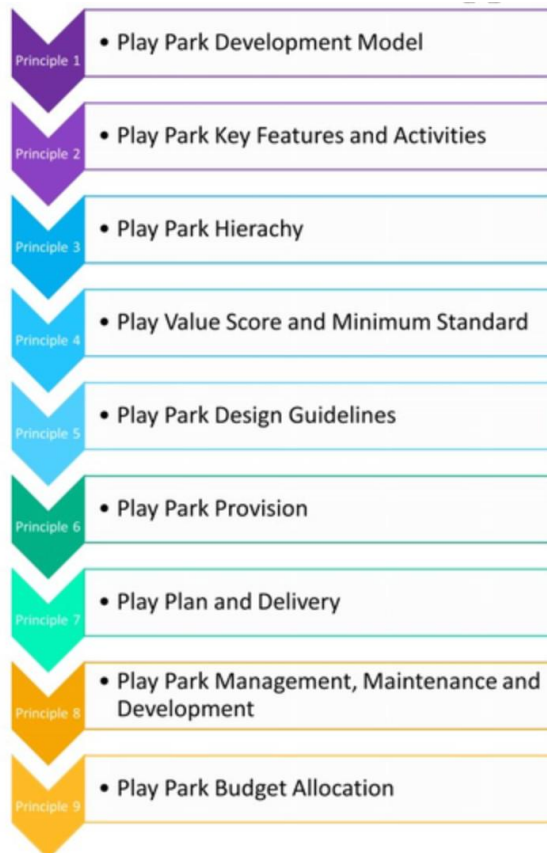 Principle 1
• Play Park Development Model
Principle 2
• Play Park Key Features and Activities
Principle 3
• Play Park Hierachy
Principle 4
• Play Value Score and Minimum Standard
Principle 5
• Play Park Design Guidelines
Principle 6
• Play Park Provision
Principle 7
• Play Plan and Delivery
Principle 8
• Play Park Management, Maintenance and
Development
Principle 9
• Play Park Budget Allocation